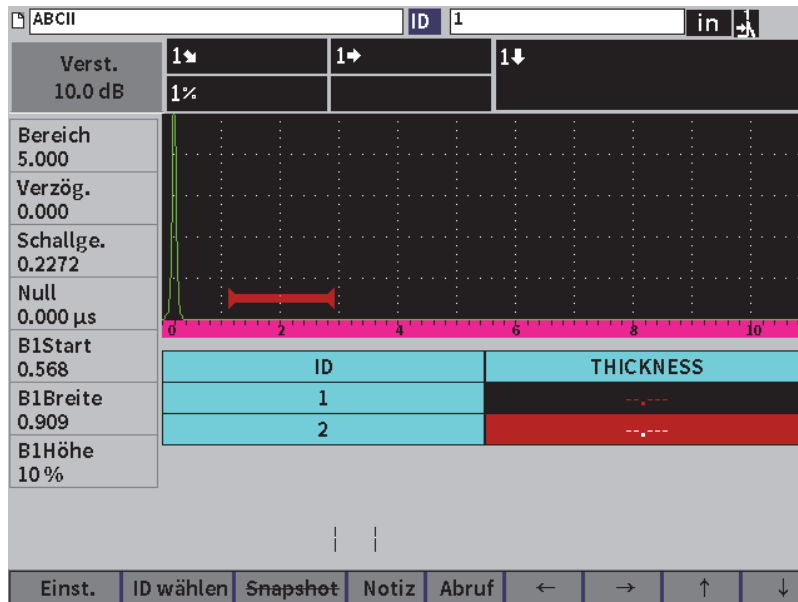 ABCII ID 1 in 1
Verst.
10.0 dB
1 1 1
1%
Bereich
5.000
Verzög.
0.000
Schallge.
0.2272
Null
0.000 µs
B1Start
0.568
B1Breite
0.909
B1Höhe
10 %
0 2 4 6 8 10
ID THICKNESS
1 --.---
2 --.---
Einst. ID wählen Snapshot Notiz Abruf ← → ↑ ↓